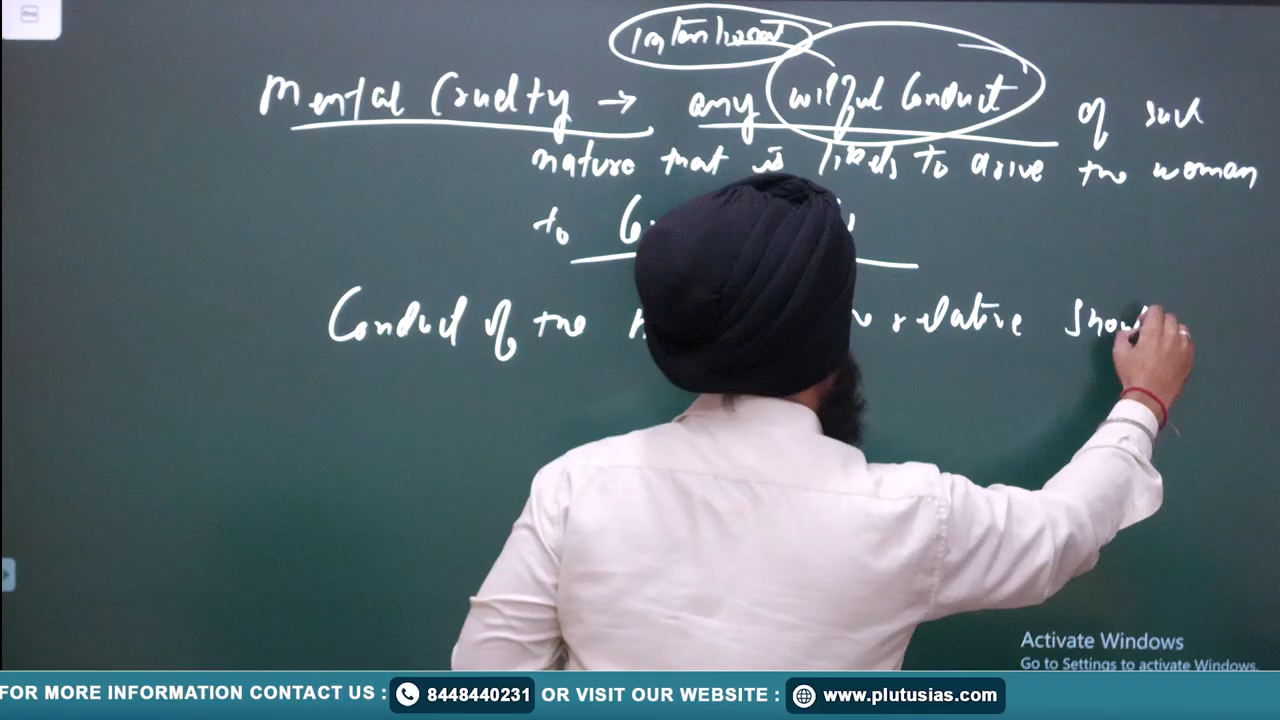 intentional
Mental Cruelty → any wilful Conduct of such
nature that is likely to drive the woman
to
Conduct of the relative
Activate Windows
Go to Settings to activate Windows.
FOR MORE INFORMATION CONTACT US : 8448440231 OR VISIT OUR WEBSITE : www.plutusias.com